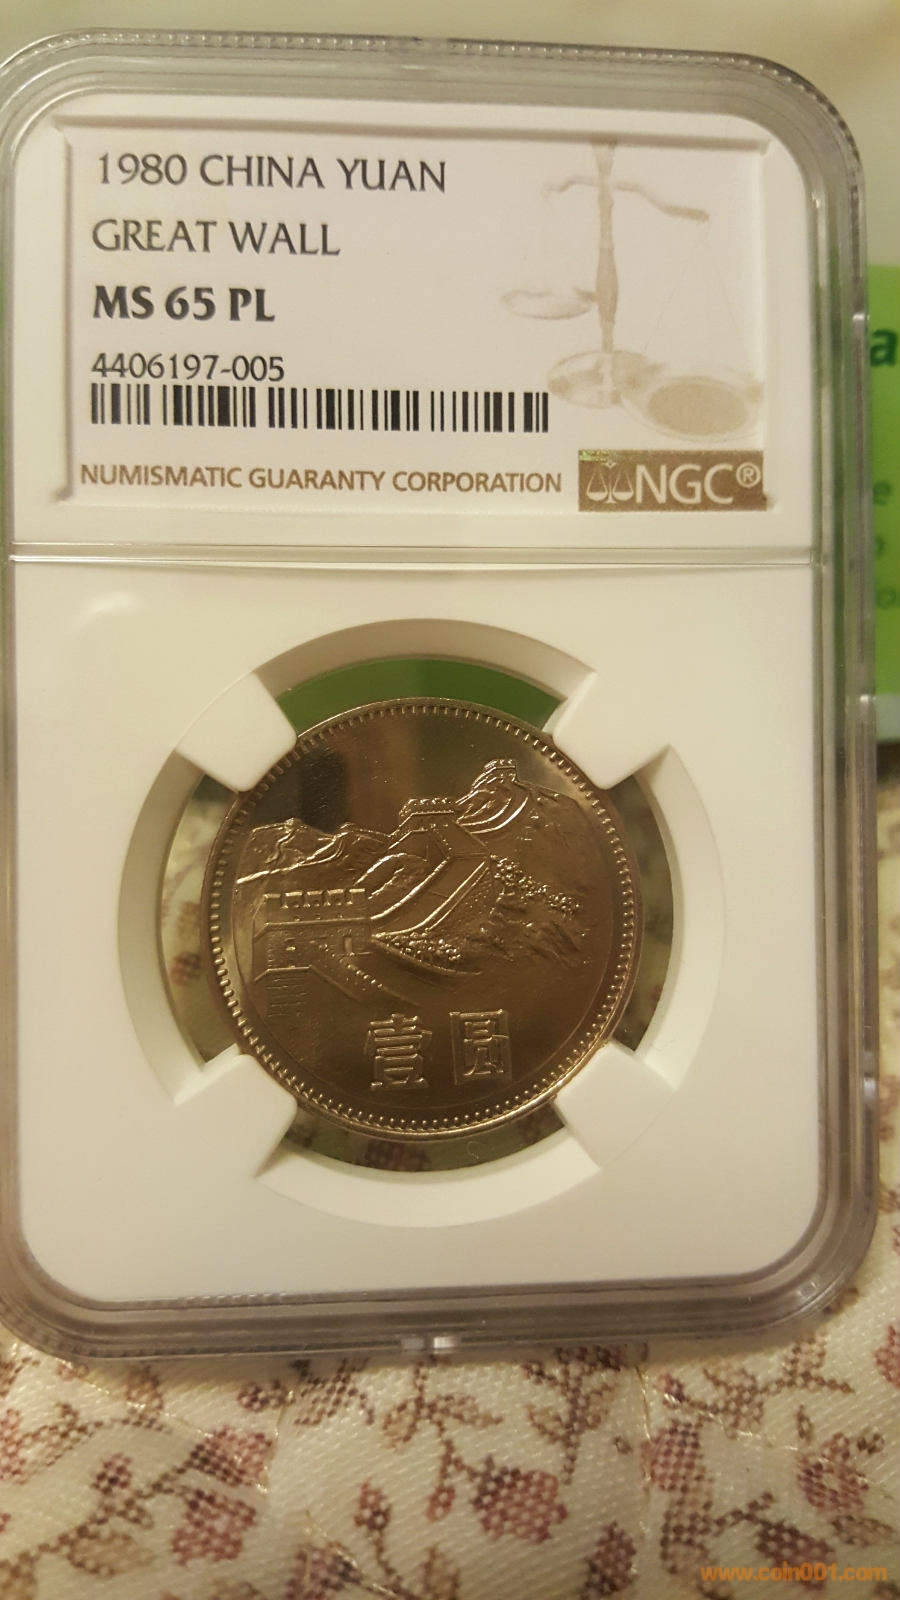 1980 CHINA YUAN
GREAT WALL
MS 65 PL
4406197-005
NUMISMATIC GUARANTY CORPORATION NGC®
壹圆
www.coin001.com